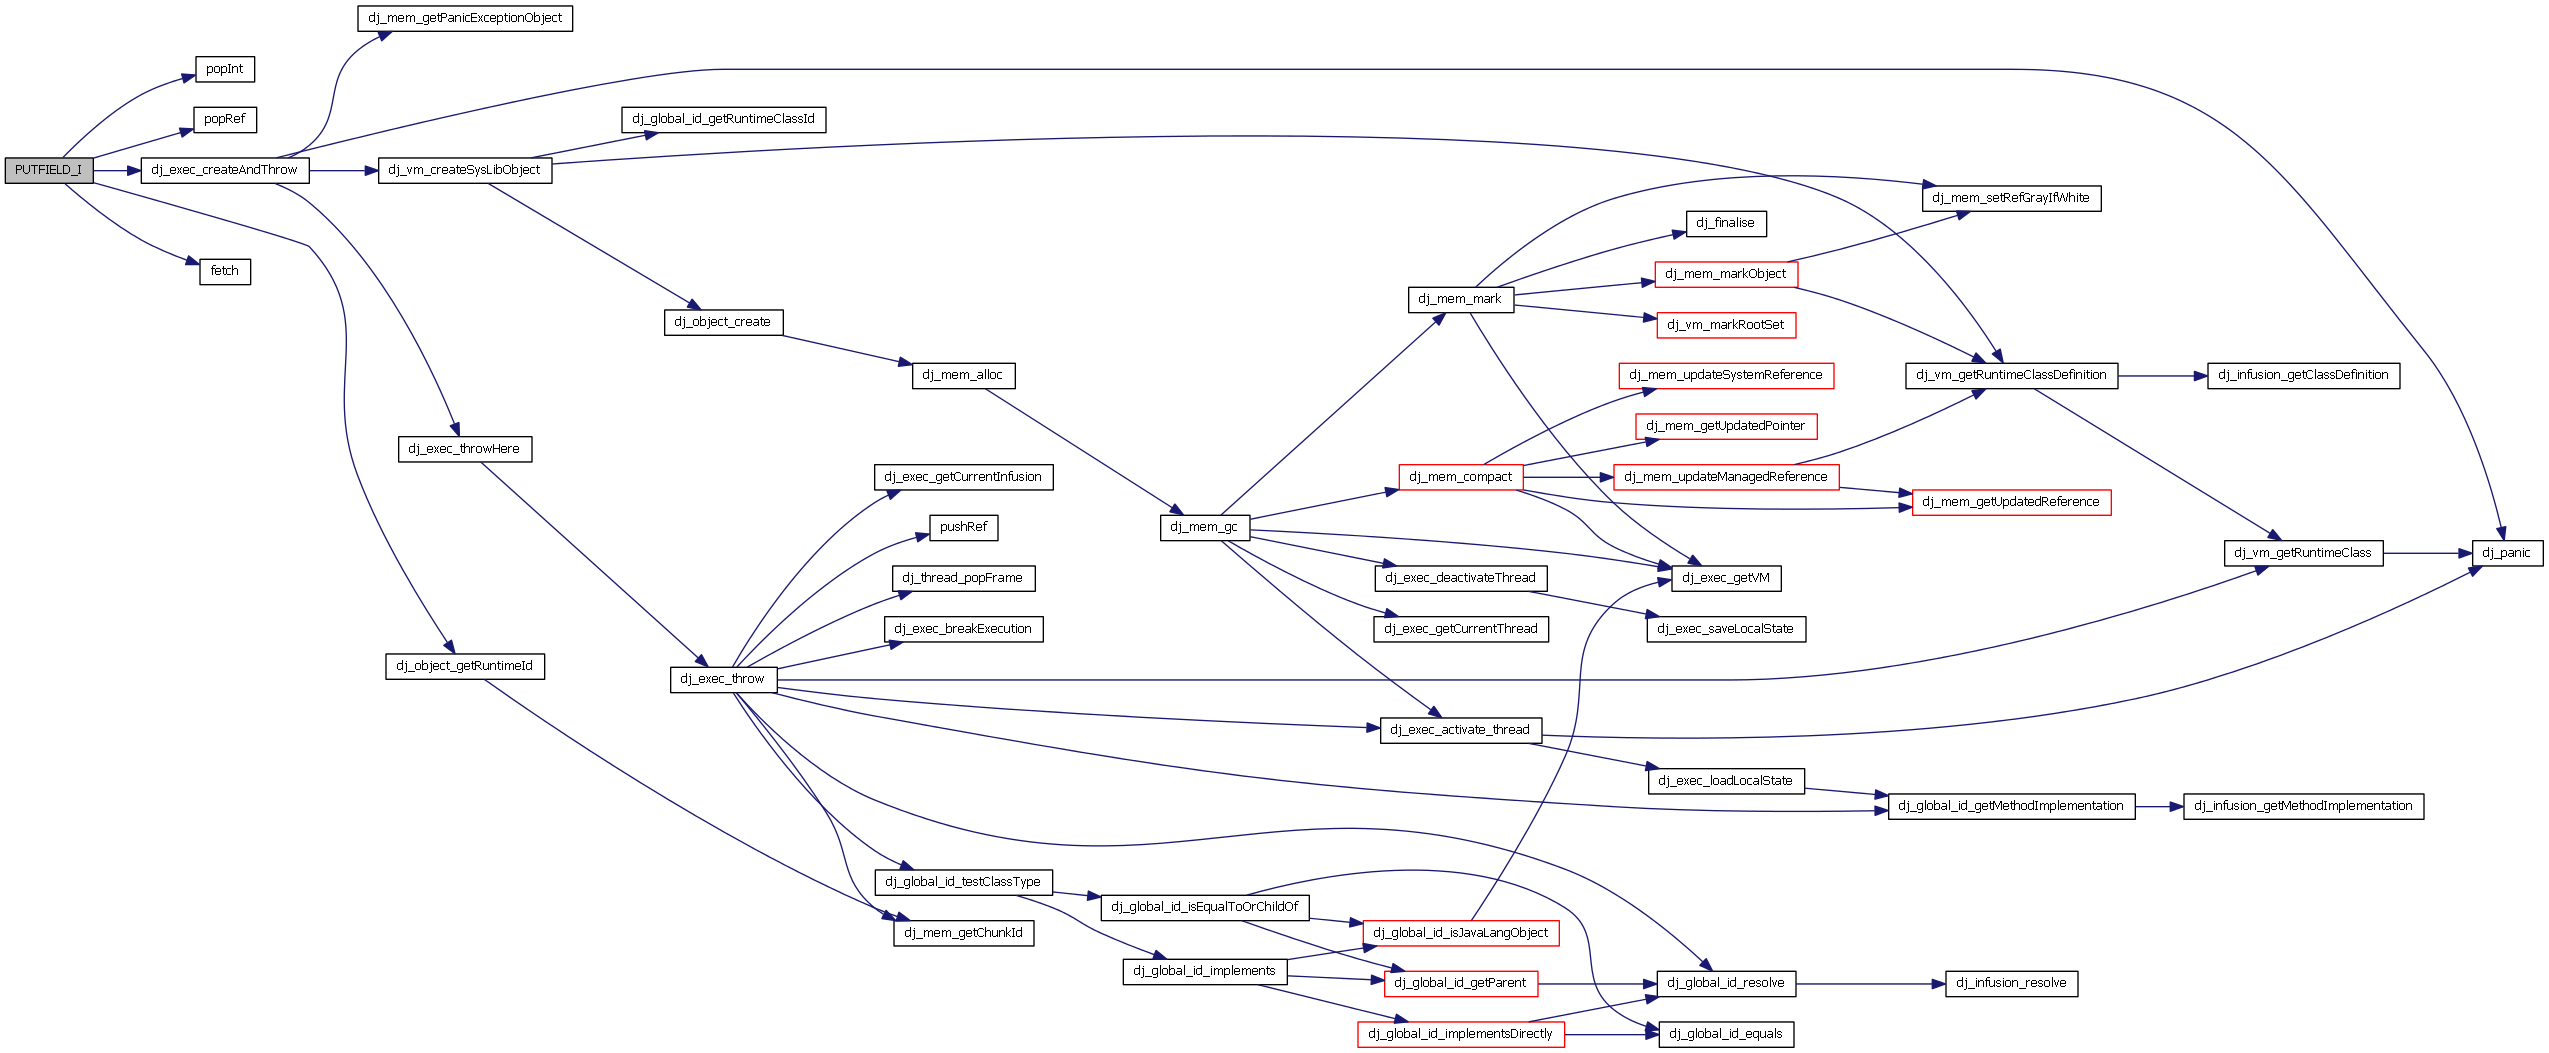 dj_mem_getPanicExceptionObject
popInt
popRef
dj_global_id_getRuntimeClassId
PUTFIELD_I
dj_exec_createAndThrow
dj_vm_createSysLibObject
dj_mem_setRefGrayIfWhite
dj_finalise
fetch
dj_mem_markObject
dj_mem_mark
dj_object_create
dj_vm_markRootSet
dj_mem_alloc
dj_mem_updateSystemReference
dj_vm_getRuntimeClassDefinition
dj_infusion_getClassDefinition
dj_mem_getUpdatedPointer
dj_exec_throwHere
dj_exec_getCurrentInfusion
dj_mem_compact
dj_mem_updateManagedReference
dj_mem_getUpdatedReference
pushRef
dj_mem_gc
dj_vm_getRuntimeClass
dj_panic
dj_thread_popFrame
dj_exec_deactivateThread
dj_exec_getVM
dj_exec_breakExecution
dj_exec_getCurrentThread
dj_exec_saveLocalState
dj_object_getRuntimeId
dj_exec_throw
dj_exec_activate_thread
dj_exec_loadLocalState
dj_global_id_getMethodImplementation
dj_infusion_getMethodImplementation
dj_global_id_testClassType
dj_global_id_isEqualToOrChildOf
dj_mem_getChunkId
dj_global_id_isJavaLangObject
dj_global_id_implements
dj_global_id_getParent
dj_global_id_resolve
dj_infusion_resolve
dj_global_id_implementsDirectly
dj_global_id_equals